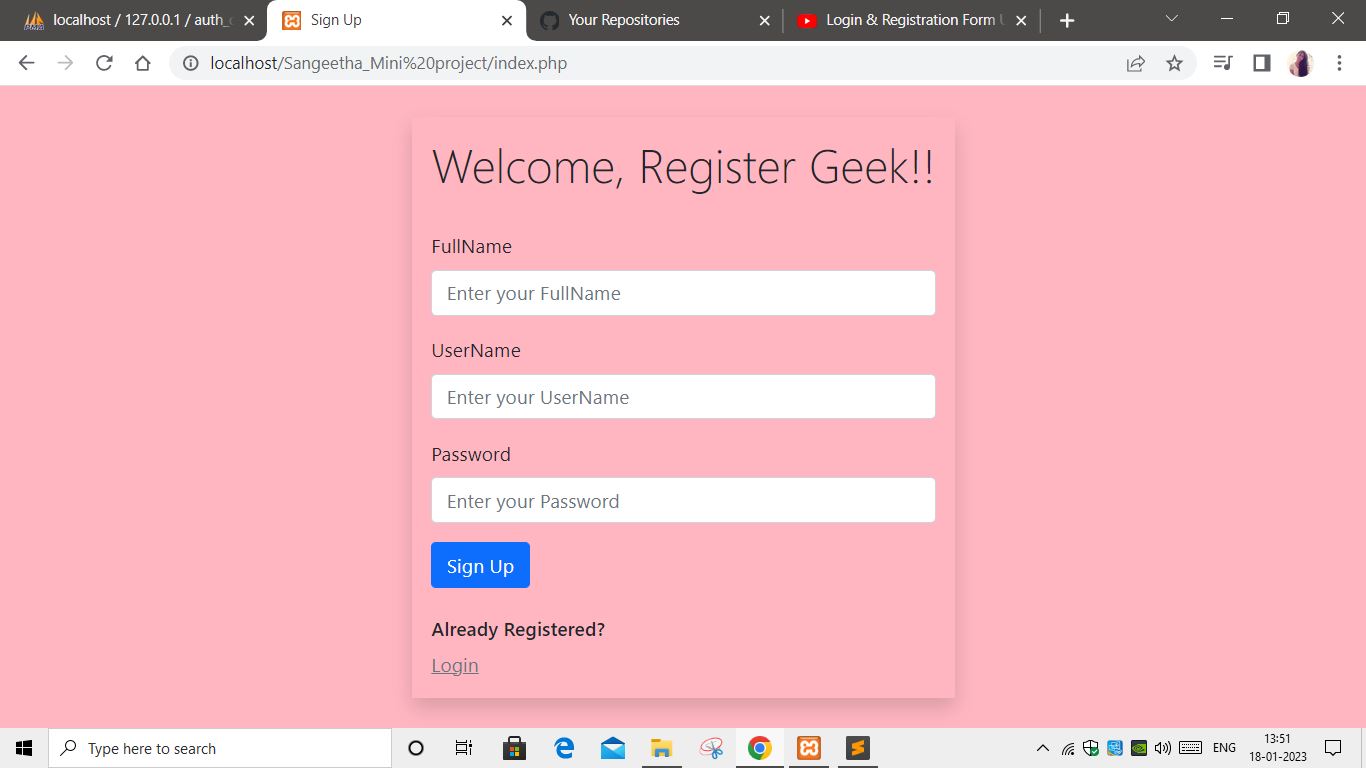 localhost / 127.0.0.1 / auth_
Sign Up
Your Repositories
Login & Registration Form
localhost/Sangeetha_Mini%20project/index.php
Welcome, Register Geek!!
FullName
Enter your FullName
UserName
Enter your UserName
Password
Enter your Password
Sign Up
Already Registered?
Login
Type here to search
ENG
13:51
18-01-2023